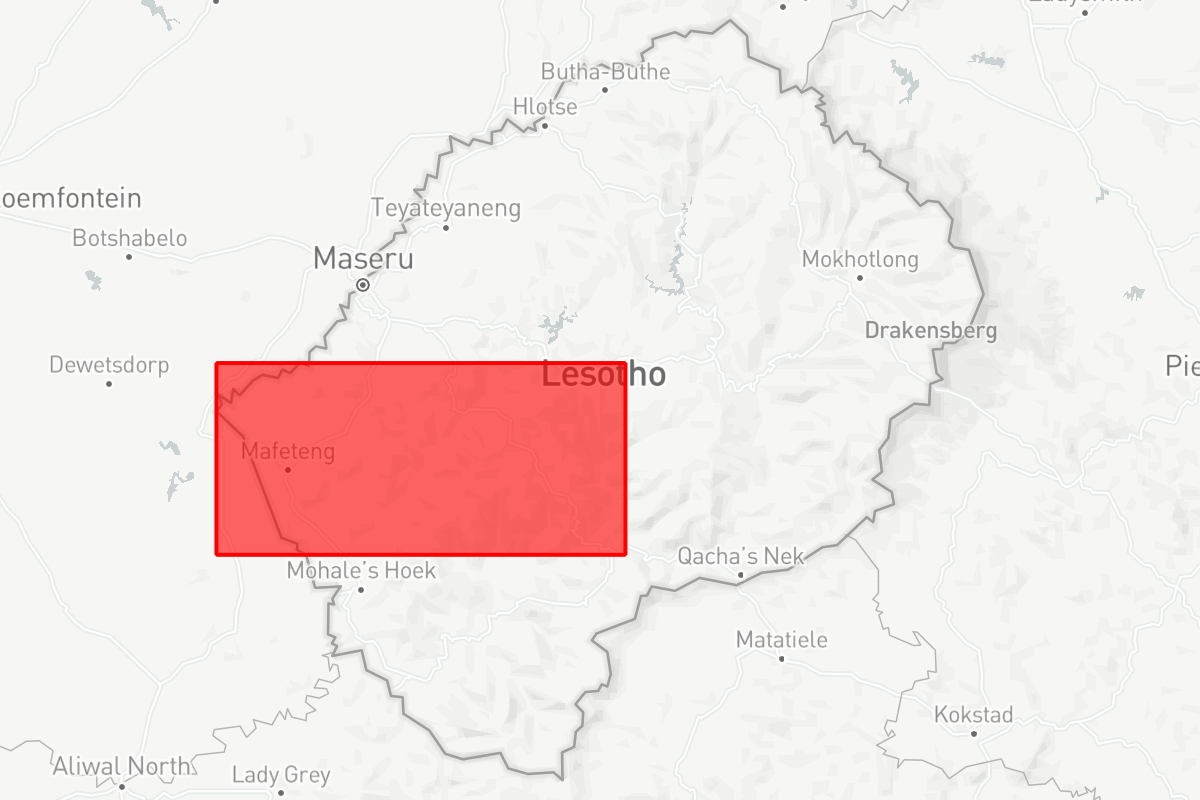 Butha-Buthe
Hlotse
oemfontein
Teyateyaneng
Botshabelo
Maseru
Mokhotlong
Drakensberg
Dewetsdorp
Lesotho
Pie
Mafeteng
Qacha's Nek
Mohale's Hoek
Matatiele
Kokstad
Aliwal North
Lady Grey